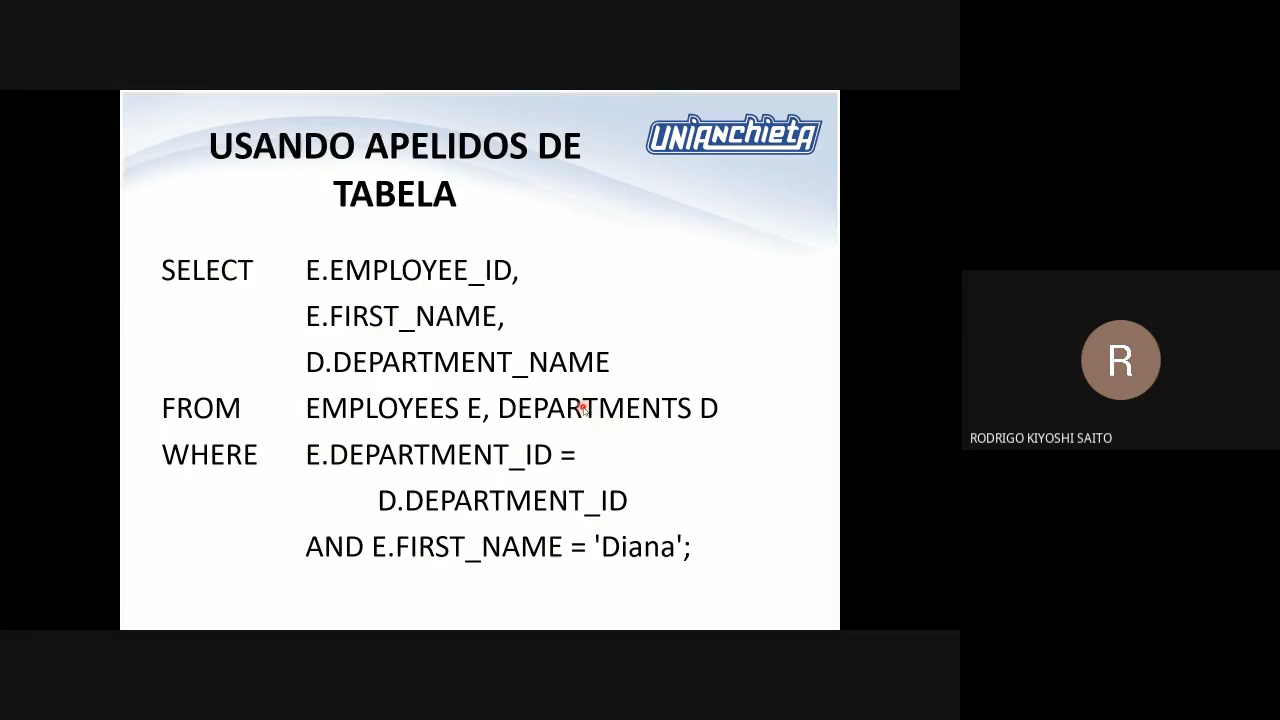 USANDO APELIDOS DE
TABELA
UNIANCHIETA
SELECT E.EMPLOYEE_ID,
E.FIRST_NAME,
D.DEPARTMENT_NAME
FROM EMPLOYEES E, DEPARTMENTS D
WHERE E.DEPARTMENT_ID =
D.DEPARTMENT_ID
AND E.FIRST_NAME = 'Diana';
R
RODRIGO KIYOSHI SAITO